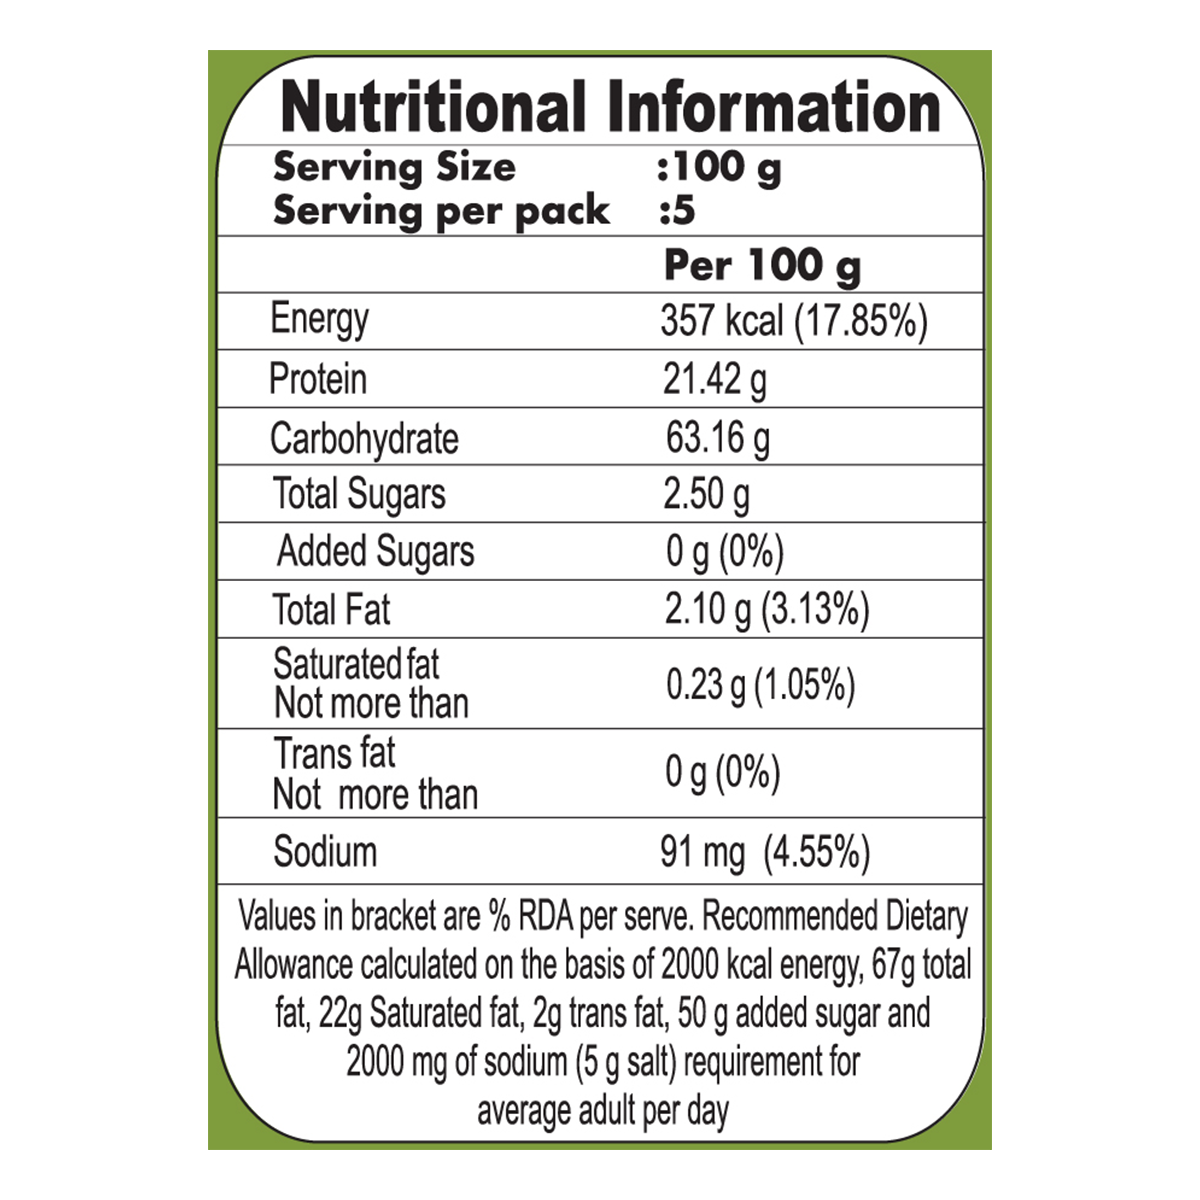 Nutritional Information
Serving Size :100 g
Serving per pack :5
Per 100 g
Energy 357 kcal (17.85%)
Protein 21.42 g
Carbohydrate 63.16 g
Total Sugars 2.50 g
Added Sugars 0 g (0%)
Total Fat 2.10 g (3.13%)
Saturated fat
Not more than 0.23 g (1.05%)
Trans fat
Not more than 0 g (0%)
Sodium 91 mg (4.55%)
Values in bracket are % RDA per serve. Recommended Dietary
Allowance calculated on the basis of 2000 kcal energy, 67g total
fat, 22g Saturated fat, 2g trans fat, 50 g added sugar and
2000 mg of sodium (5 g salt) requirement for
average adult per day